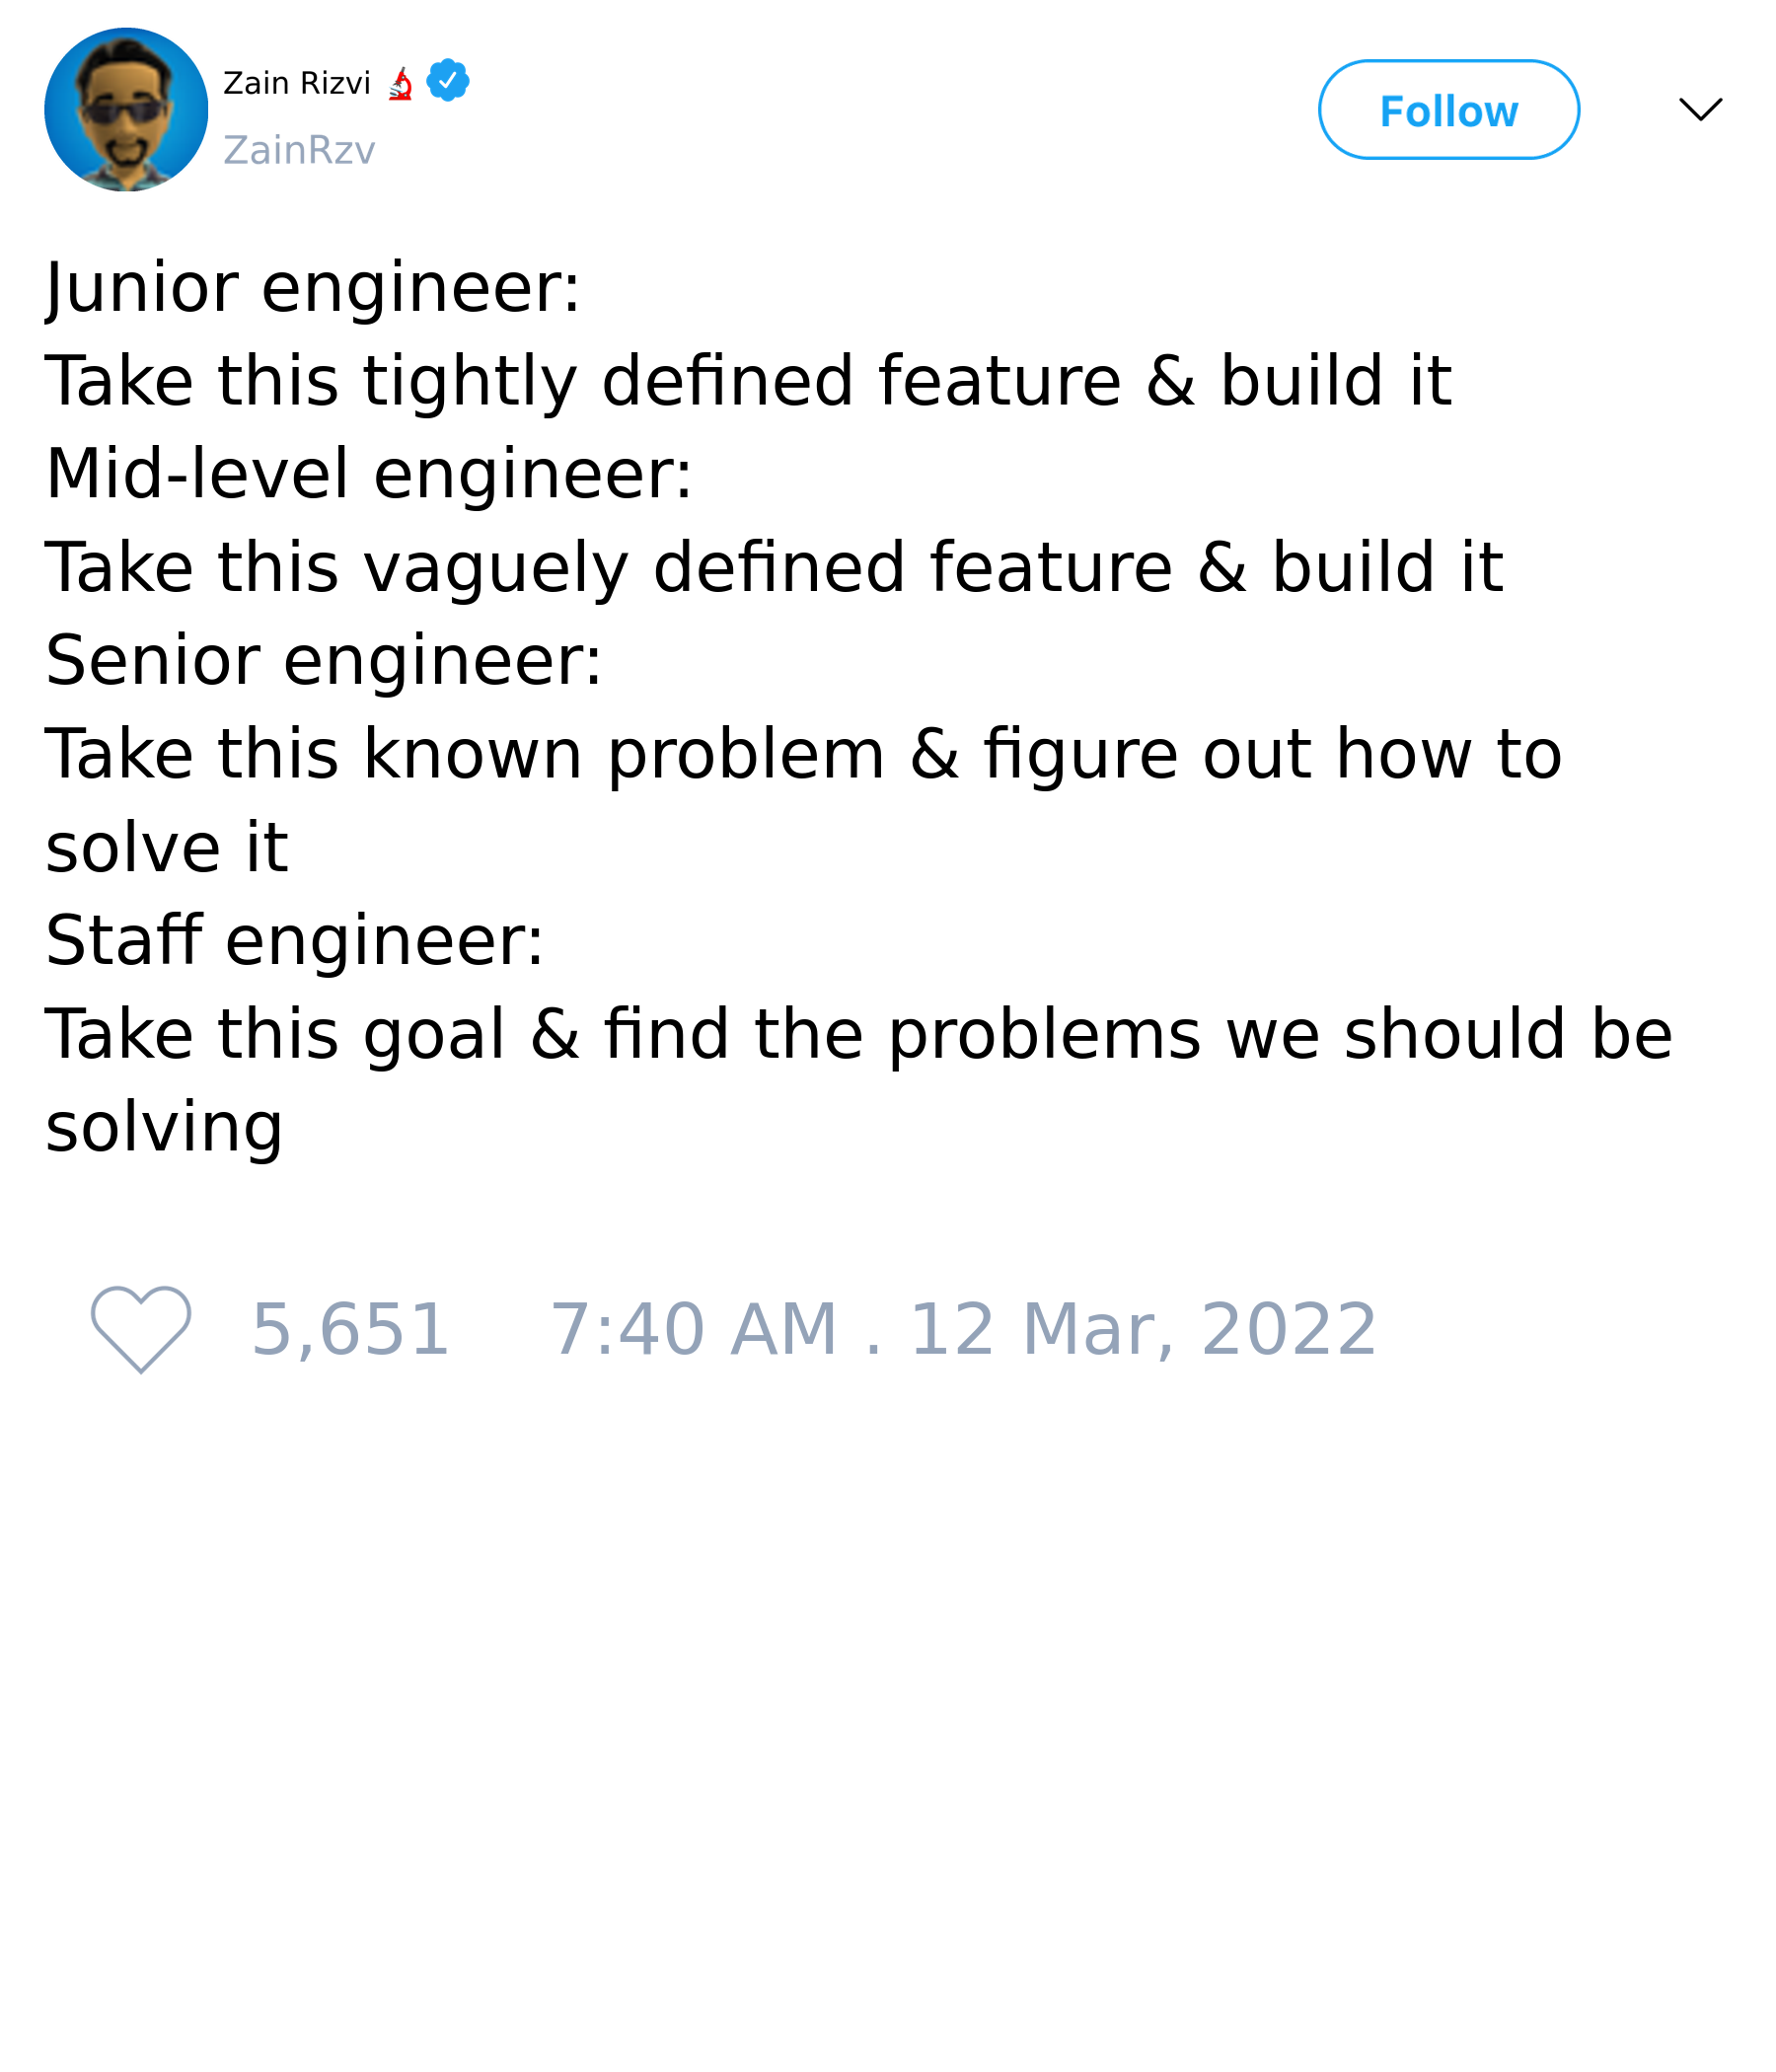 Zain Rizvi 🔬
ZainRzv
Follow
Junior engineer:
Take this tightly defined feature & build it
Mid-level engineer:
Take this vaguely defined feature & build it
Senior engineer:
Take this known problem & figure out how to
solve it
Staff engineer:
Take this goal & find the problems we should be
solving
5,651 7:40 AM . 12 Mar, 2022